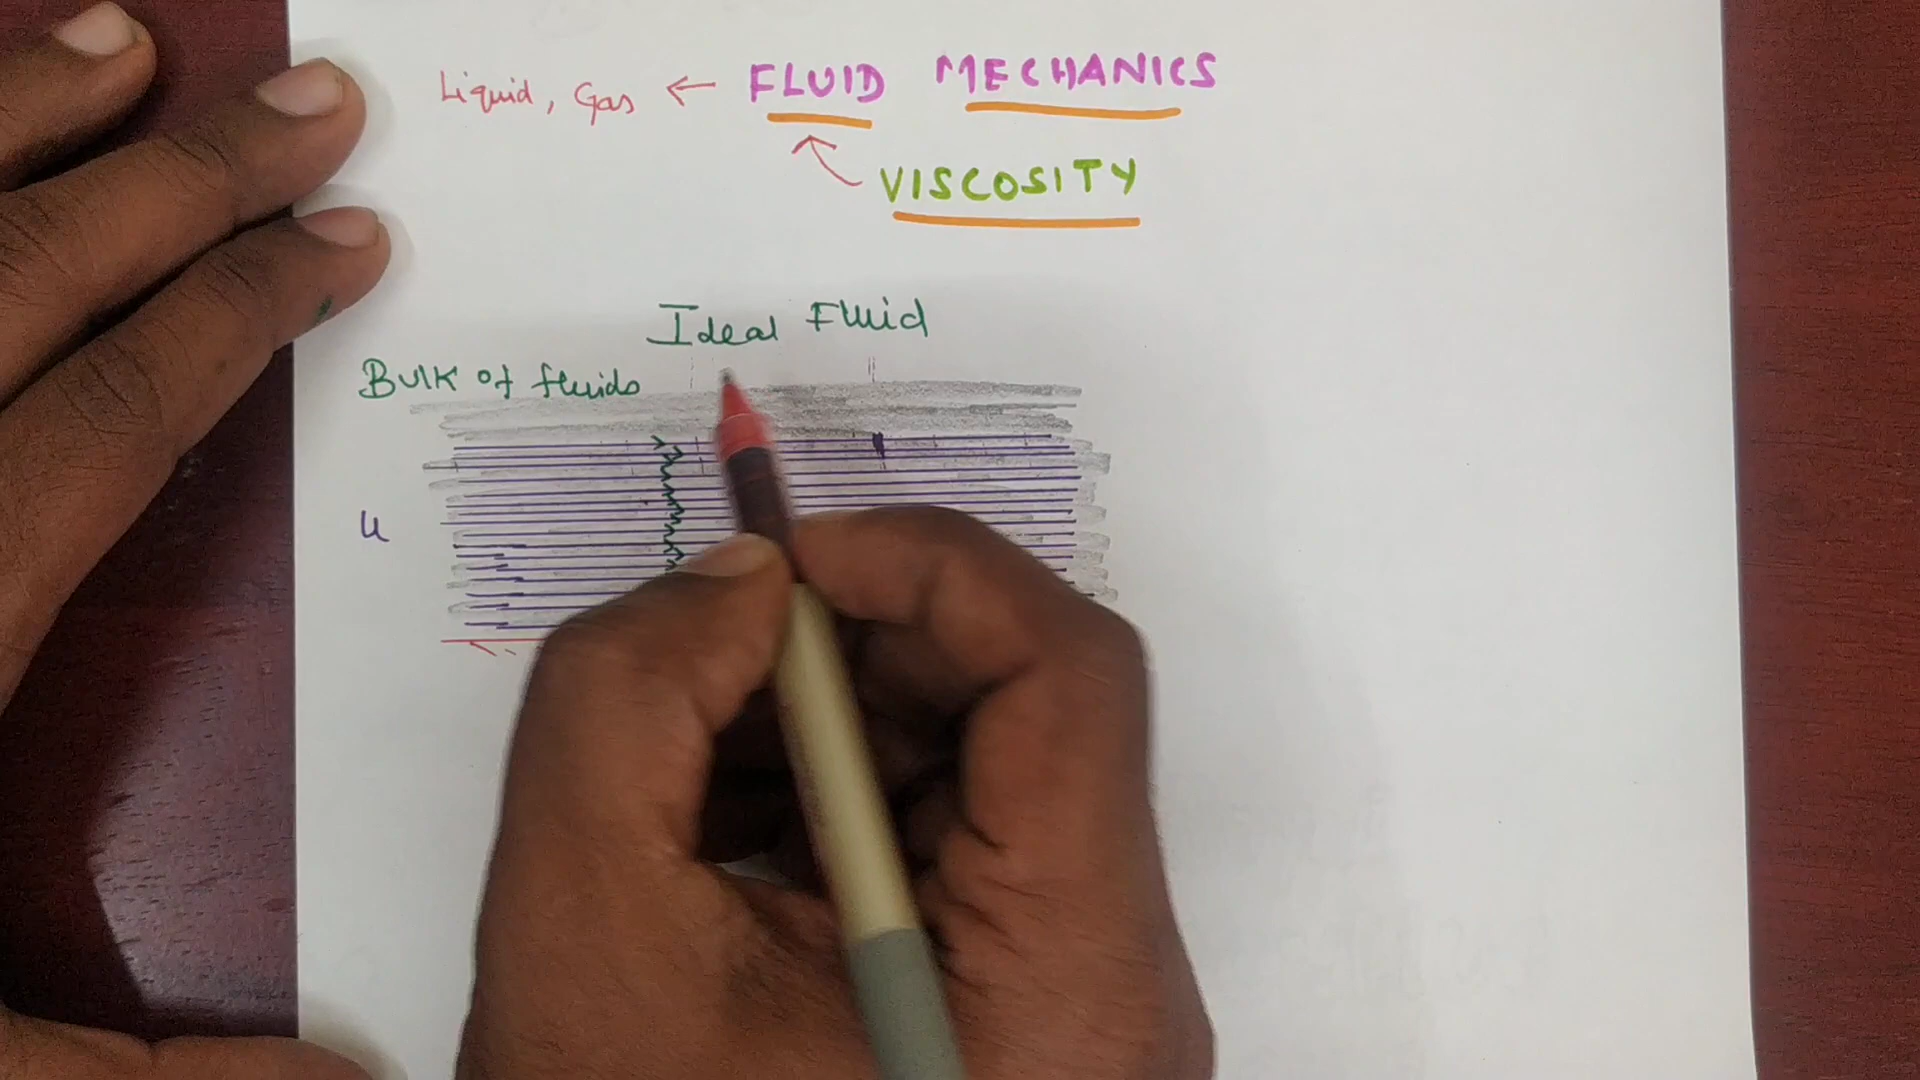 Liquid, Gas ← FLUID MECHANICS
VISCOSITY
Ideal Fluid
Bulk of fluids
u